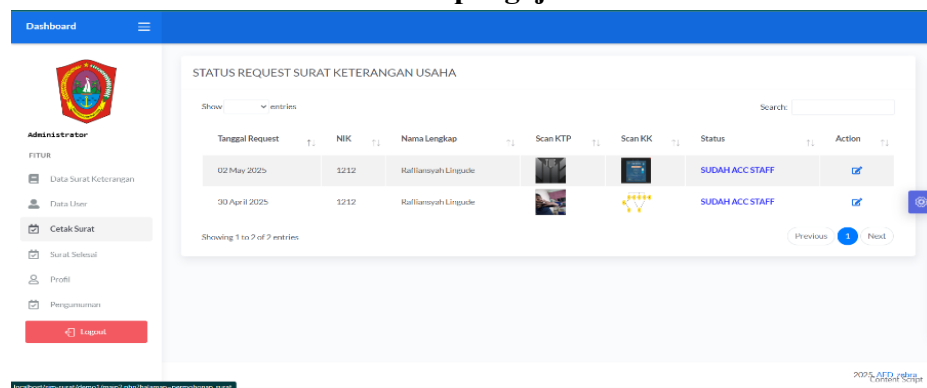 Dashboard
STATUS REQUEST SURAT KETERANGAN USAHA
Show entries
Search:
Administrator
FITUR
Data Surat Keterangan
Data User
Cetak Surat
Surat Selesai
Profil
Pengumuman
Logout
Tanggal Request NIK Nama Lengkap Scan KTP Scan KK Status Action
02 May 2025 1212 Ralliansyah Lingude SUDAH ACC STAFF
30 April 2025 1212 Ralliansyah Lingude SUDAH ACC STAFF
Showing 1 to 2 of 2 entries
Previous 1 Next
2025
Content Script